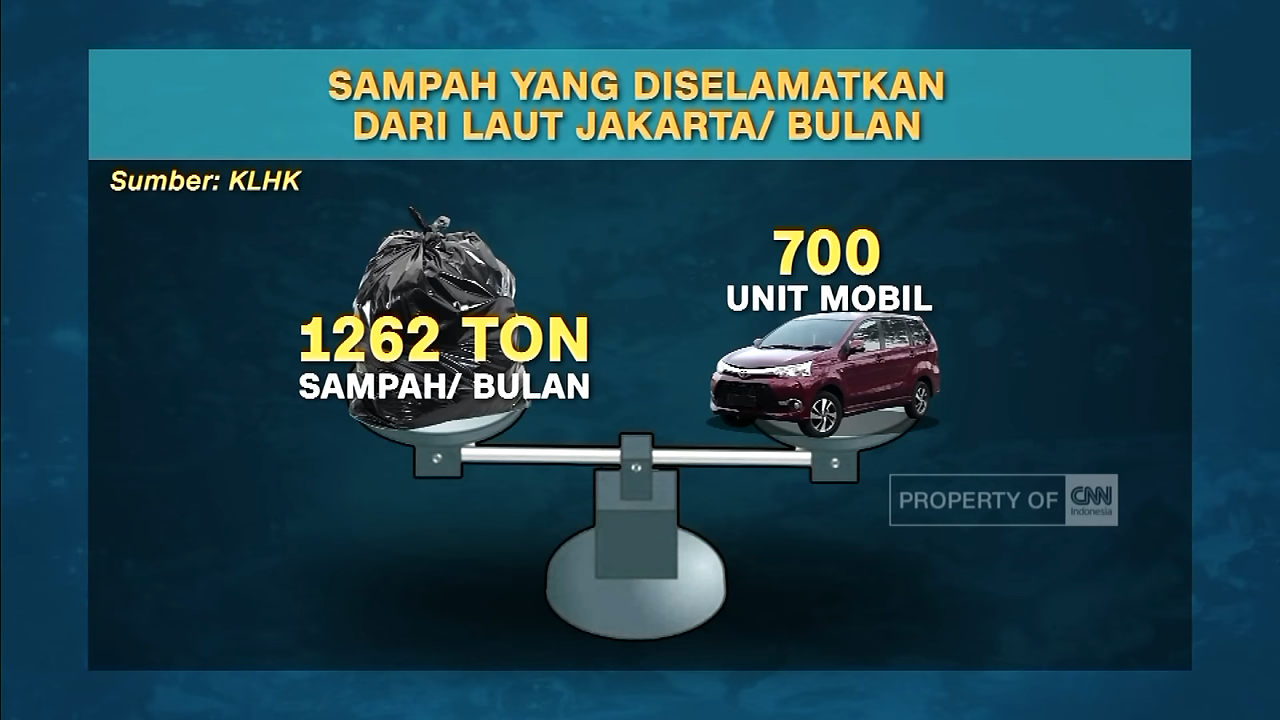 SAMPAH YANG DISELAMATKAN
DARI LAUT JAKARTA/ BULAN
Sumber: KLHK
700
UNIT MOBIL
1262 TON
SAMPAH/ BULAN
PROPERTY OF CNN
Indonesia